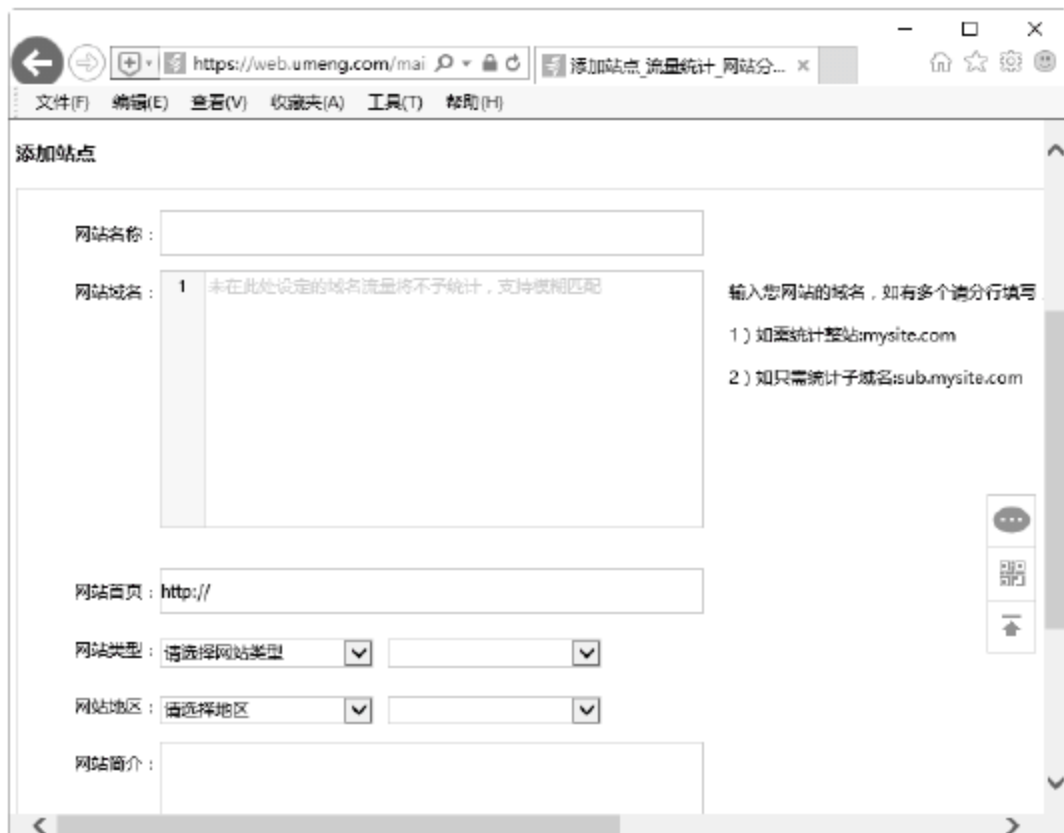 https://web.umeng.com/mai
添加站点_流量统计_网站分... ×
文件(F) 编辑(E) 查看(V) 收藏夹(A) 工具(T) 帮助(H)
添加站点
网站名称：
网站域名： 1 未在此处设定的域名流量将不予统计，支持模糊匹配
输入您网站的域名，如有多个请分行填写
1）如需统计整站:mysite.com
2）如只需统计子域名:sub.mysite.com
网站首页：http://
网站类型：请选择网站类型
网站地区：请选择地区
网站简介：